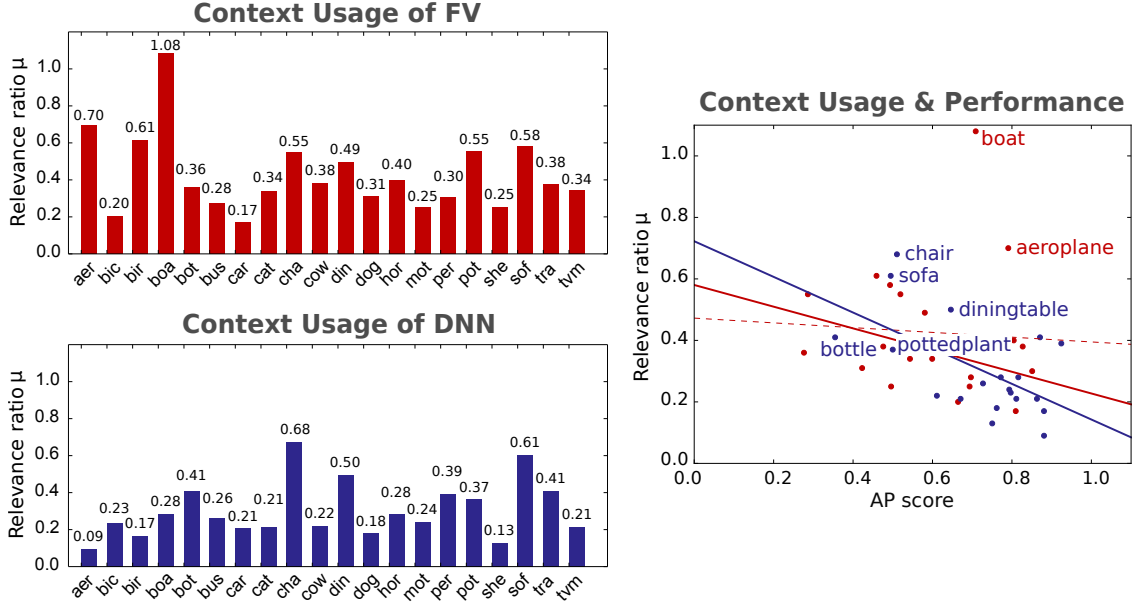 Context Usage of FV
Relevance ratio μ
1.0
0.8
0.6
0.4
0.2
0.0
0.70
0.20
0.61
1.08
0.36
0.28
0.17
0.34
0.55
0.38
0.49
0.31
0.40
0.25
0.30
0.55
0.25
0.58
0.38
0.34
aer
bic
bir
boa
bot
bus
car
cat
cha
cow
din
dog
hor
mot
per
pot
she
sof
tra
tvm
Context Usage of DNN
Relevance ratio μ
1.0
0.8
0.6
0.4
0.2
0.0
0.09
0.23
0.17
0.28
0.41
0.26
0.21
0.21
0.68
0.22
0.50
0.18
0.28
0.24
0.39
0.37
0.13
0.61
0.41
0.21
aer
bic
bir
boa
bot
bus
car
cat
cha
cow
din
dog
hor
mot
per
pot
she
sof
tra
tvm
Context Usage & Performance
Relevance ratio μ
1.0
0.8
0.6
0.4
0.2
0.0
boat
aeroplane
chair
sofa
diningtable
bottle
pottedplant
0.0
0.2
0.4
0.6
0.8
1.0
AP score